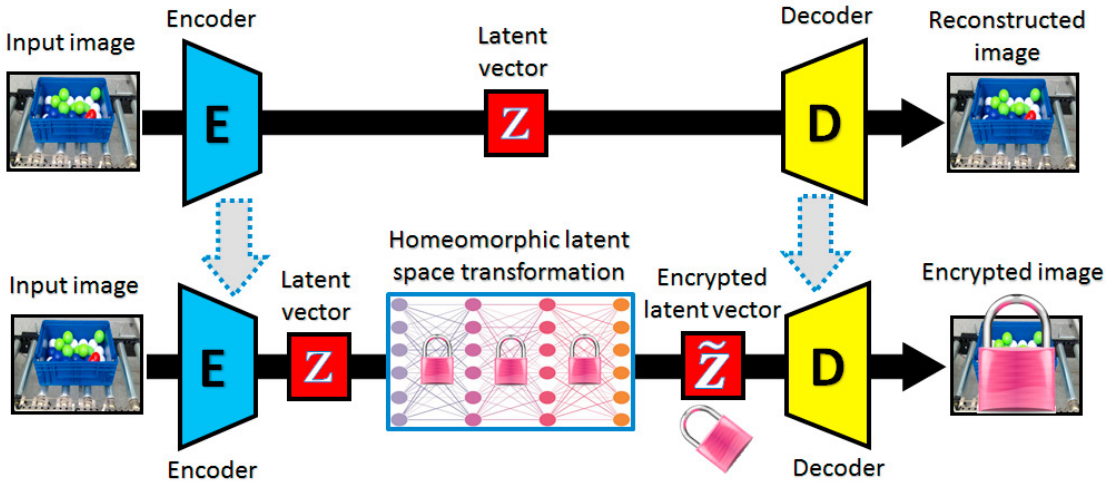 Encoder
Decoder
Input image
Latent
vector
Reconstructed
image
E
Z
D
Homeomorphic latent
space transformation
Input image
Latent
vector
Encrypted
latent vector
Encrypted image
E
Z
Z̃
D
Encoder
Decoder